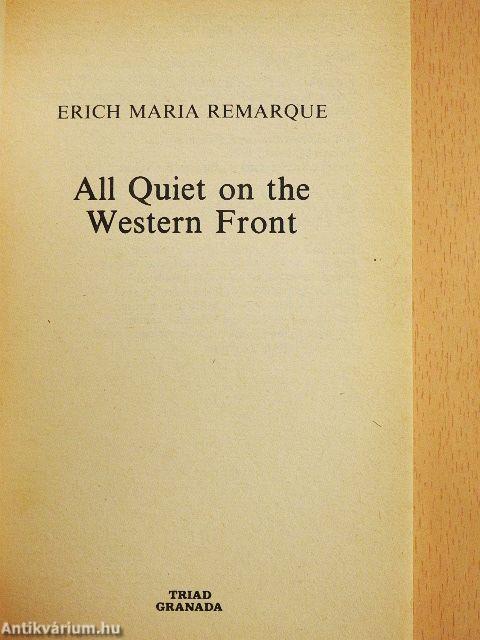 ERICH MARIA REMARQUE
All Quiet on the
Western Front
TRIAD
GRANADA
Antikvárium.hu